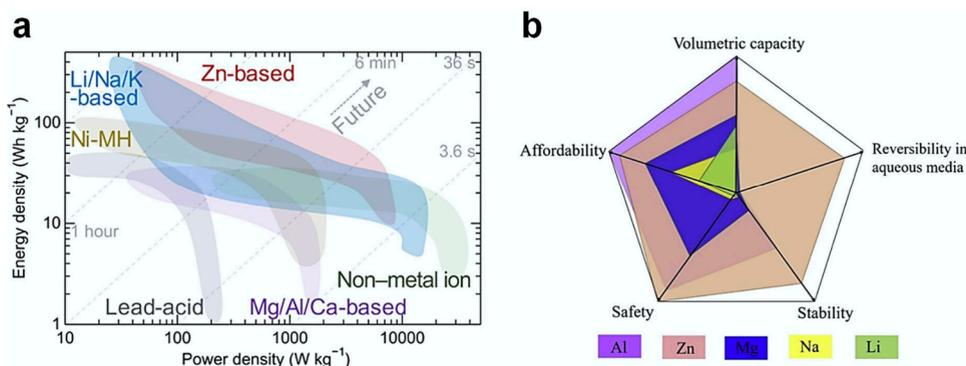 a
Energy density (Wh kg⁻¹)
100
10
1
Li/Na/K
-based
Zn-based
Ni-MH
6 min
36 s
Future
3.6 s
1 hour
Non–metal ion
Lead-acid
Mg/Al/Ca-based
10
100
1000
10000
Power density (W kg⁻¹)
b
Volumetric capacity
Affordability
Reversibility in
aqueous media
Safety
Stability
Al
Zn
Mg
Na
Li